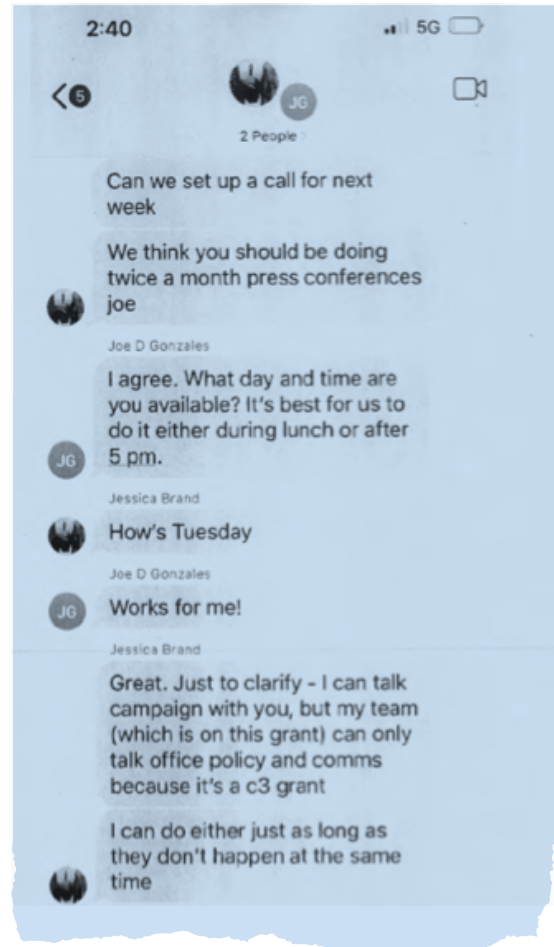 2:40
5G
5
JG
2 People
Can we set up a call for next
week
We think you should be doing
twice a month press conferences
joe
Joe D Gonzales
I agree. What day and time are
you available? It's best for us to
do it either during lunch or after
5 pm.
JG
Jessica Brand
How's Tuesday
Joe D Gonzales
Works for me!
JG
Jessica Brand
Great. Just to clarify - I can talk
campaign with you, but my team
(which is on this grant) can only
talk office policy and comms
because it's a c3 grant
I can do either just as long as
they don't happen at the same
time